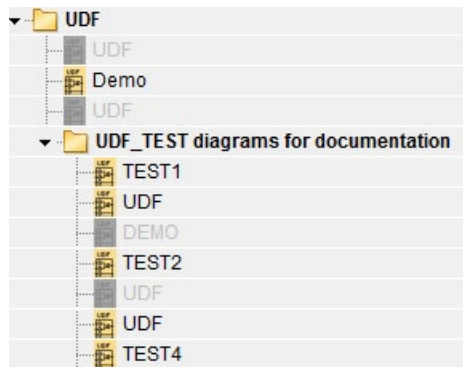 UDF
UDF
Demo
UDF
UDF_TEST diagrams for documentation
TEST1
UDF
DEMO
TEST2
UDF
UDF
TEST4